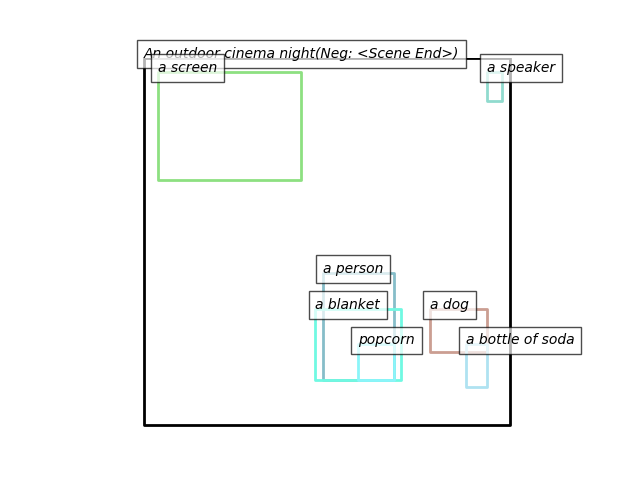 An outdoor cinema night(Neg: <Scene End>)
a screen
a speaker
a person
a blanket
a dog
popcorn
a bottle of soda